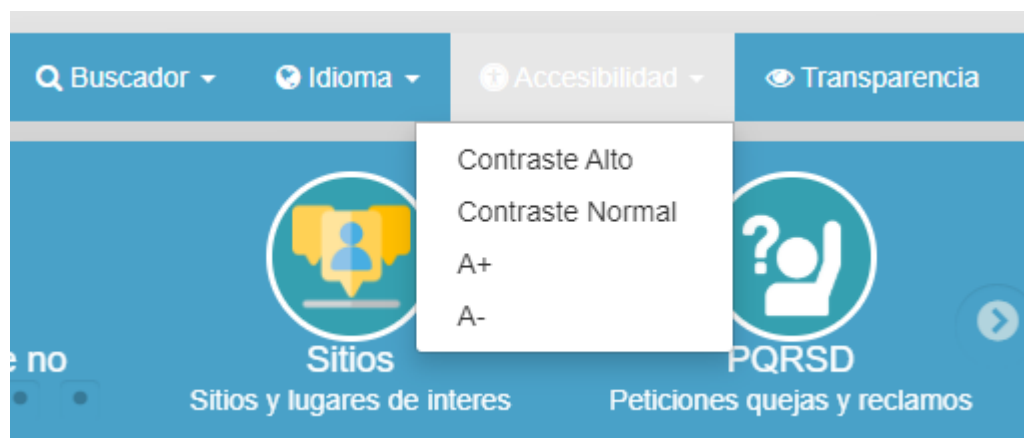 Buscador
Idioma
Accesibilidad
Transparencia
Contraste Alto
Contraste Normal
A+
A-
no
Sitios
PQRSD
Sitios y lugares de interes
Peticiones quejas y reclamos